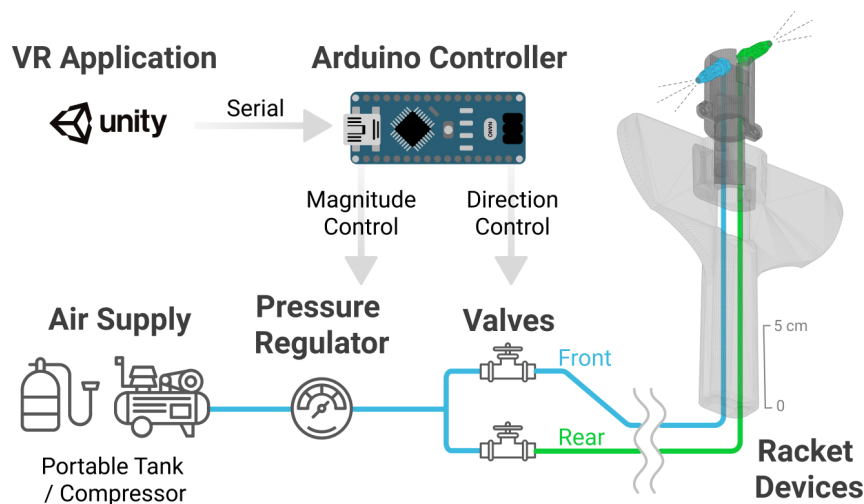 VR Application
unity
Serial
Arduino Controller
NANO
Magnitude
Control
Direction
Control
Air Supply
Portable Tank
/ Compressor
Pressure
Regulator
Valves
Front
Rear
5 cm
0
Racket
Devices